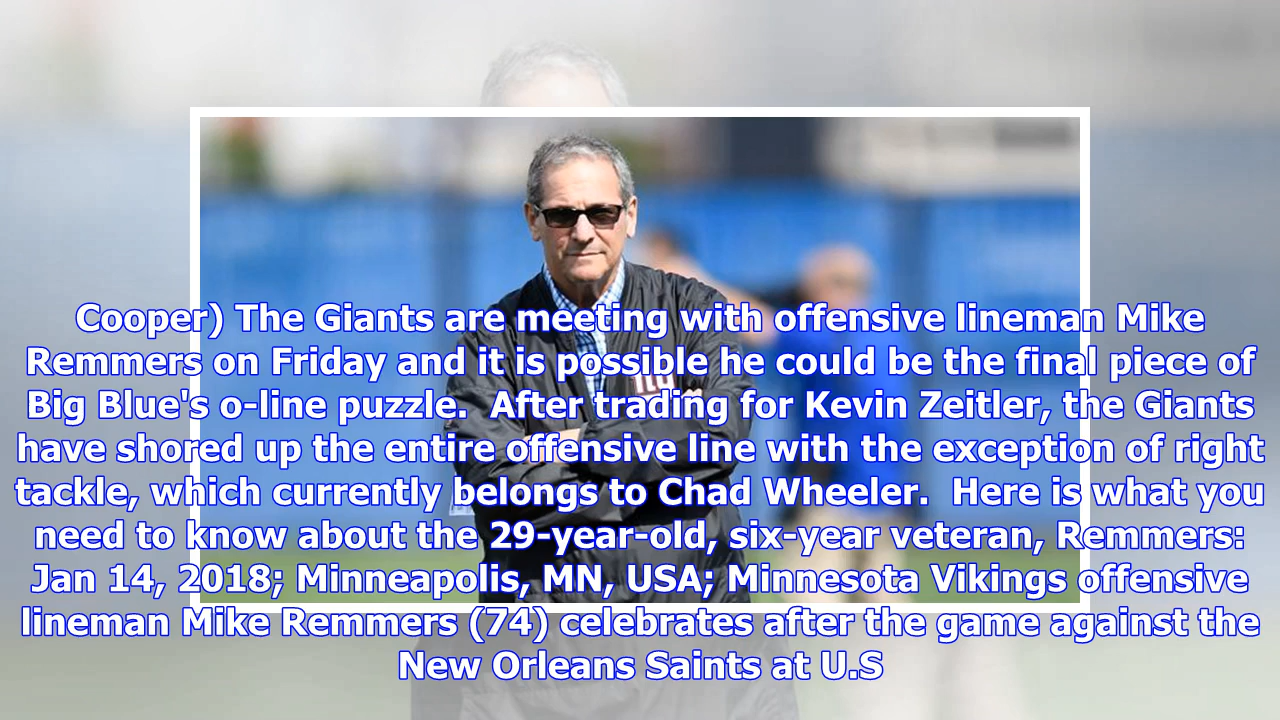 Cooper) The Giants are meeting with offensive lineman Mike
Remmers on Friday and it is possible he could be the final piece of
Big Blue's o-line puzzle.  After trading for Kevin Zeitler, the Giants
have shored up the entire offensive line with the exception of right
tackle, which currently belongs to Chad Wheeler.  Here is what you
need to know about the 29-year-old, six-year veteran, Remmers:
Jan 14, 2018; Minneapolis, MN, USA; Minnesota Vikings offensive
lineman Mike Remmers (74) celebrates after the game against the
New Orleans Saints at U.S